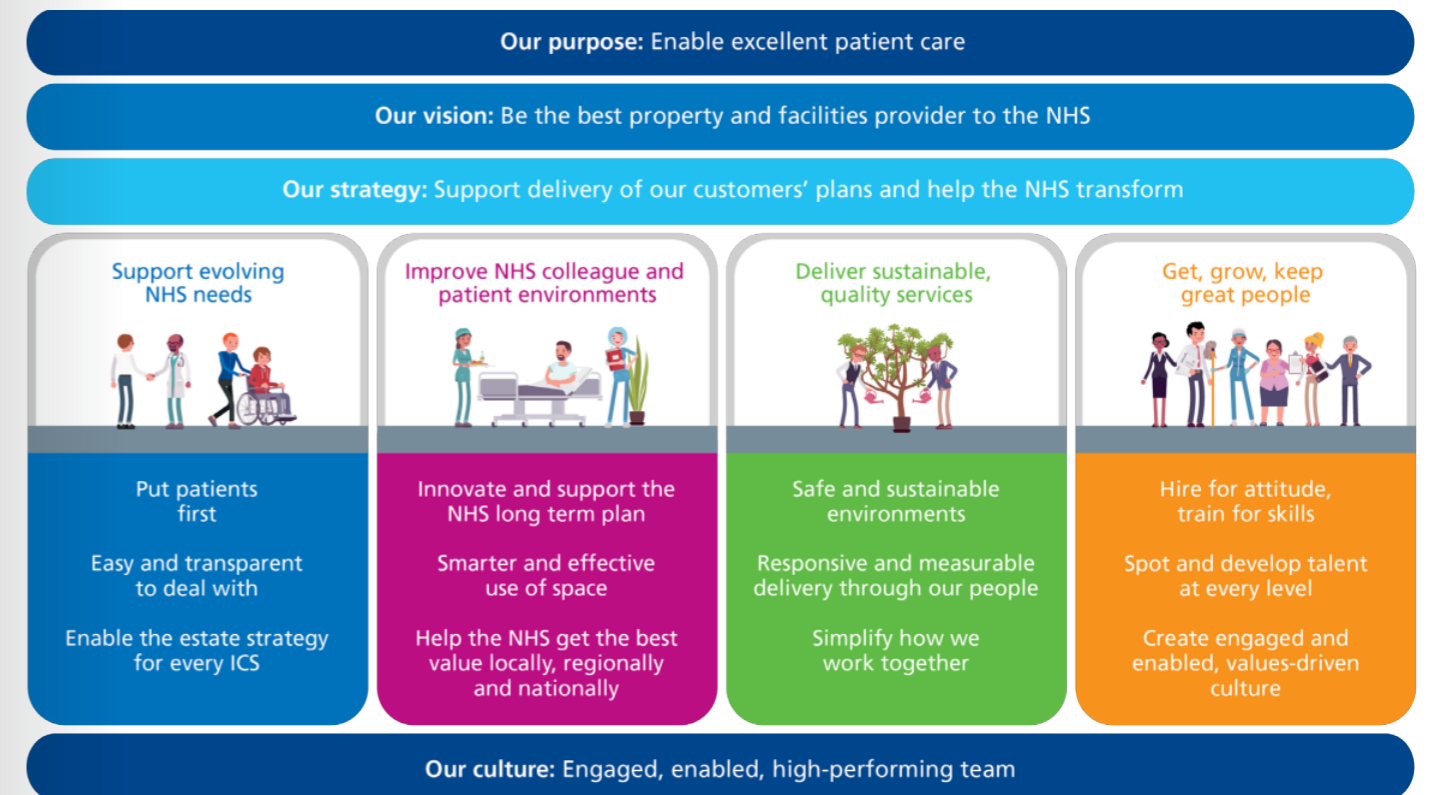 Our purpose: Enable excellent patient care
Our vision: Be the best property and facilities provider to the NHS
Our strategy: Support delivery of our customers’ plans and help the NHS transform
Support evolving
NHS needs
Put patients
first
Easy and transparent
to deal with
Enable the estate strategy
for every ICS
Improve NHS colleague and
patient environments
Innovate and support the
NHS long term plan
Smarter and effective
use of space
Help the NHS get the best
value locally, regionally
and nationally
Deliver sustainable,
quality services
Safe and sustainable
environments
Responsive and measurable
delivery through our people
Simplify how we
work together
Get, grow, keep
great people
Hire for attitude,
train for skills
Spot and develop talent
at every level
Create engaged and
enabled, values-driven
culture
Our culture: Engaged, enabled, high-performing team